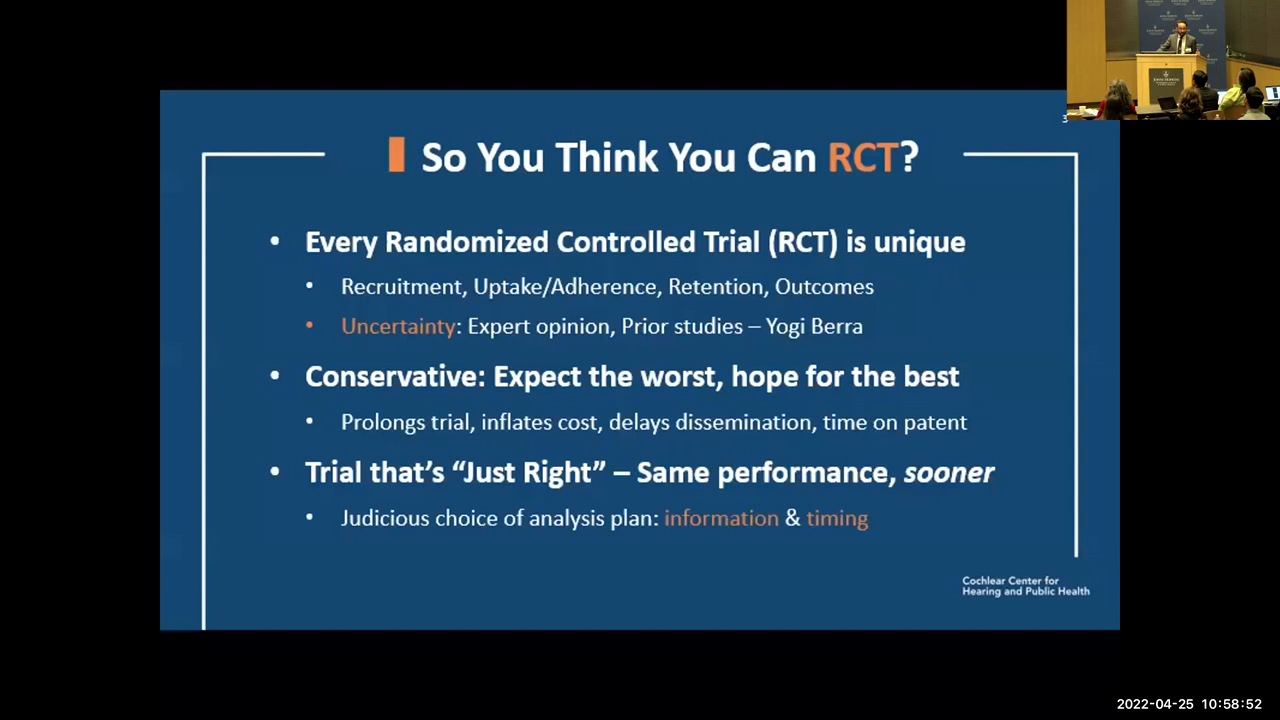 So You Think You Can RCT?
• Every Randomized Controlled Trial (RCT) is unique
• Recruitment, Uptake/Adherence, Retention, Outcomes
• Uncertainty: Expert opinion, Prior studies – Yogi Berra
• Conservative: Expect the worst, hope for the best
• Prolongs trial, inflates cost, delays dissemination, time on patent
• Trial that's “Just Right” – Same performance, sooner
• Judicious choice of analysis plan: information & timing
Cochlear Center for
Hearing and Public Health
2022-04-25 10:58:52